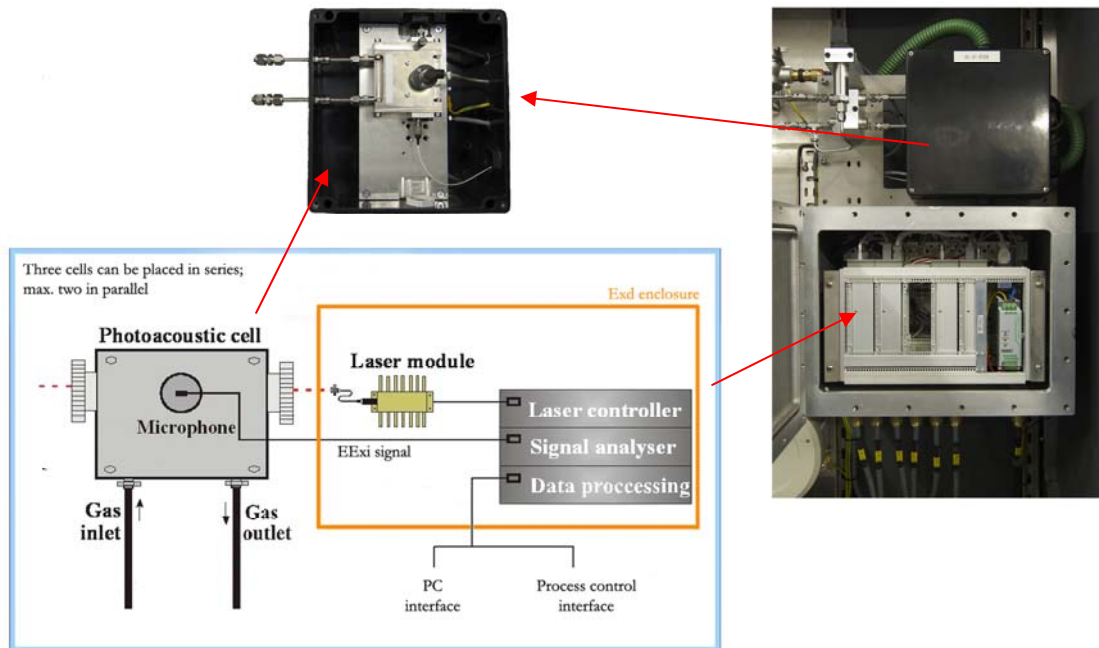 Three cells can be placed in series;
max. two in parallel
Exd enclosure
Photoacoustic cell
Laser module
Microphone
EExi signal
Laser controller
Signal analyser
Data proccessing
Gas
inlet
Gas
outlet
PC
interface
Process control
interface